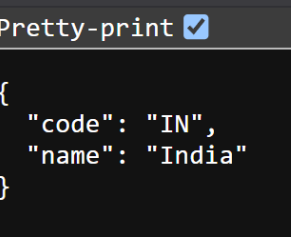 Pretty-print
{
"code": "IN",
"name": "India"
}